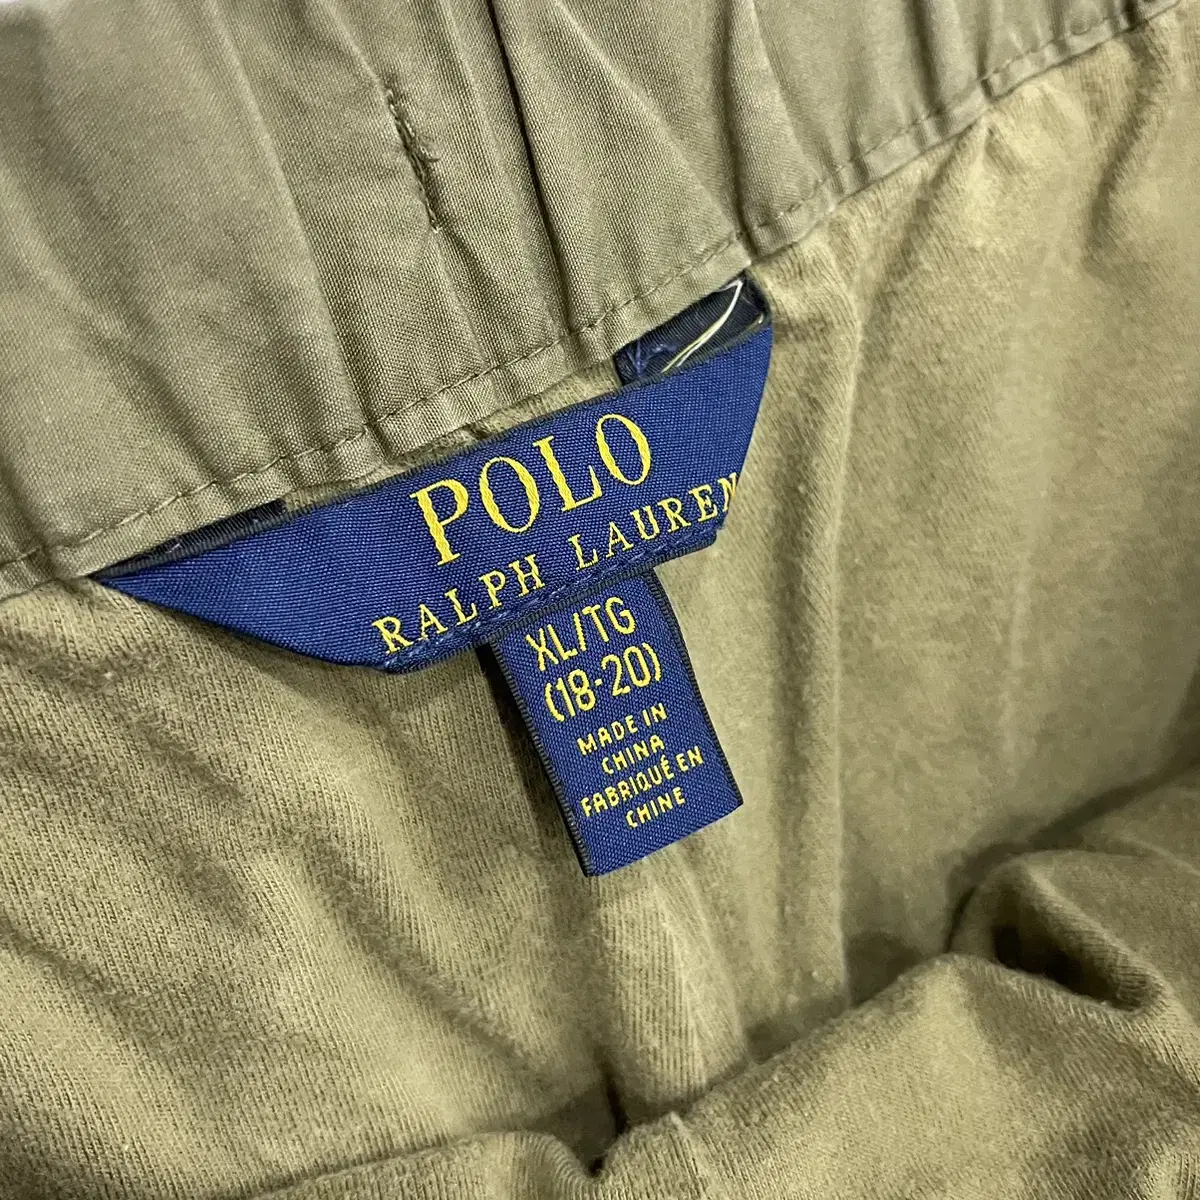 POLO
RALPH LAUREN
XL/TG
(18-20)
MADE IN
CHINA
FABRIQUÉ EN
CHINE